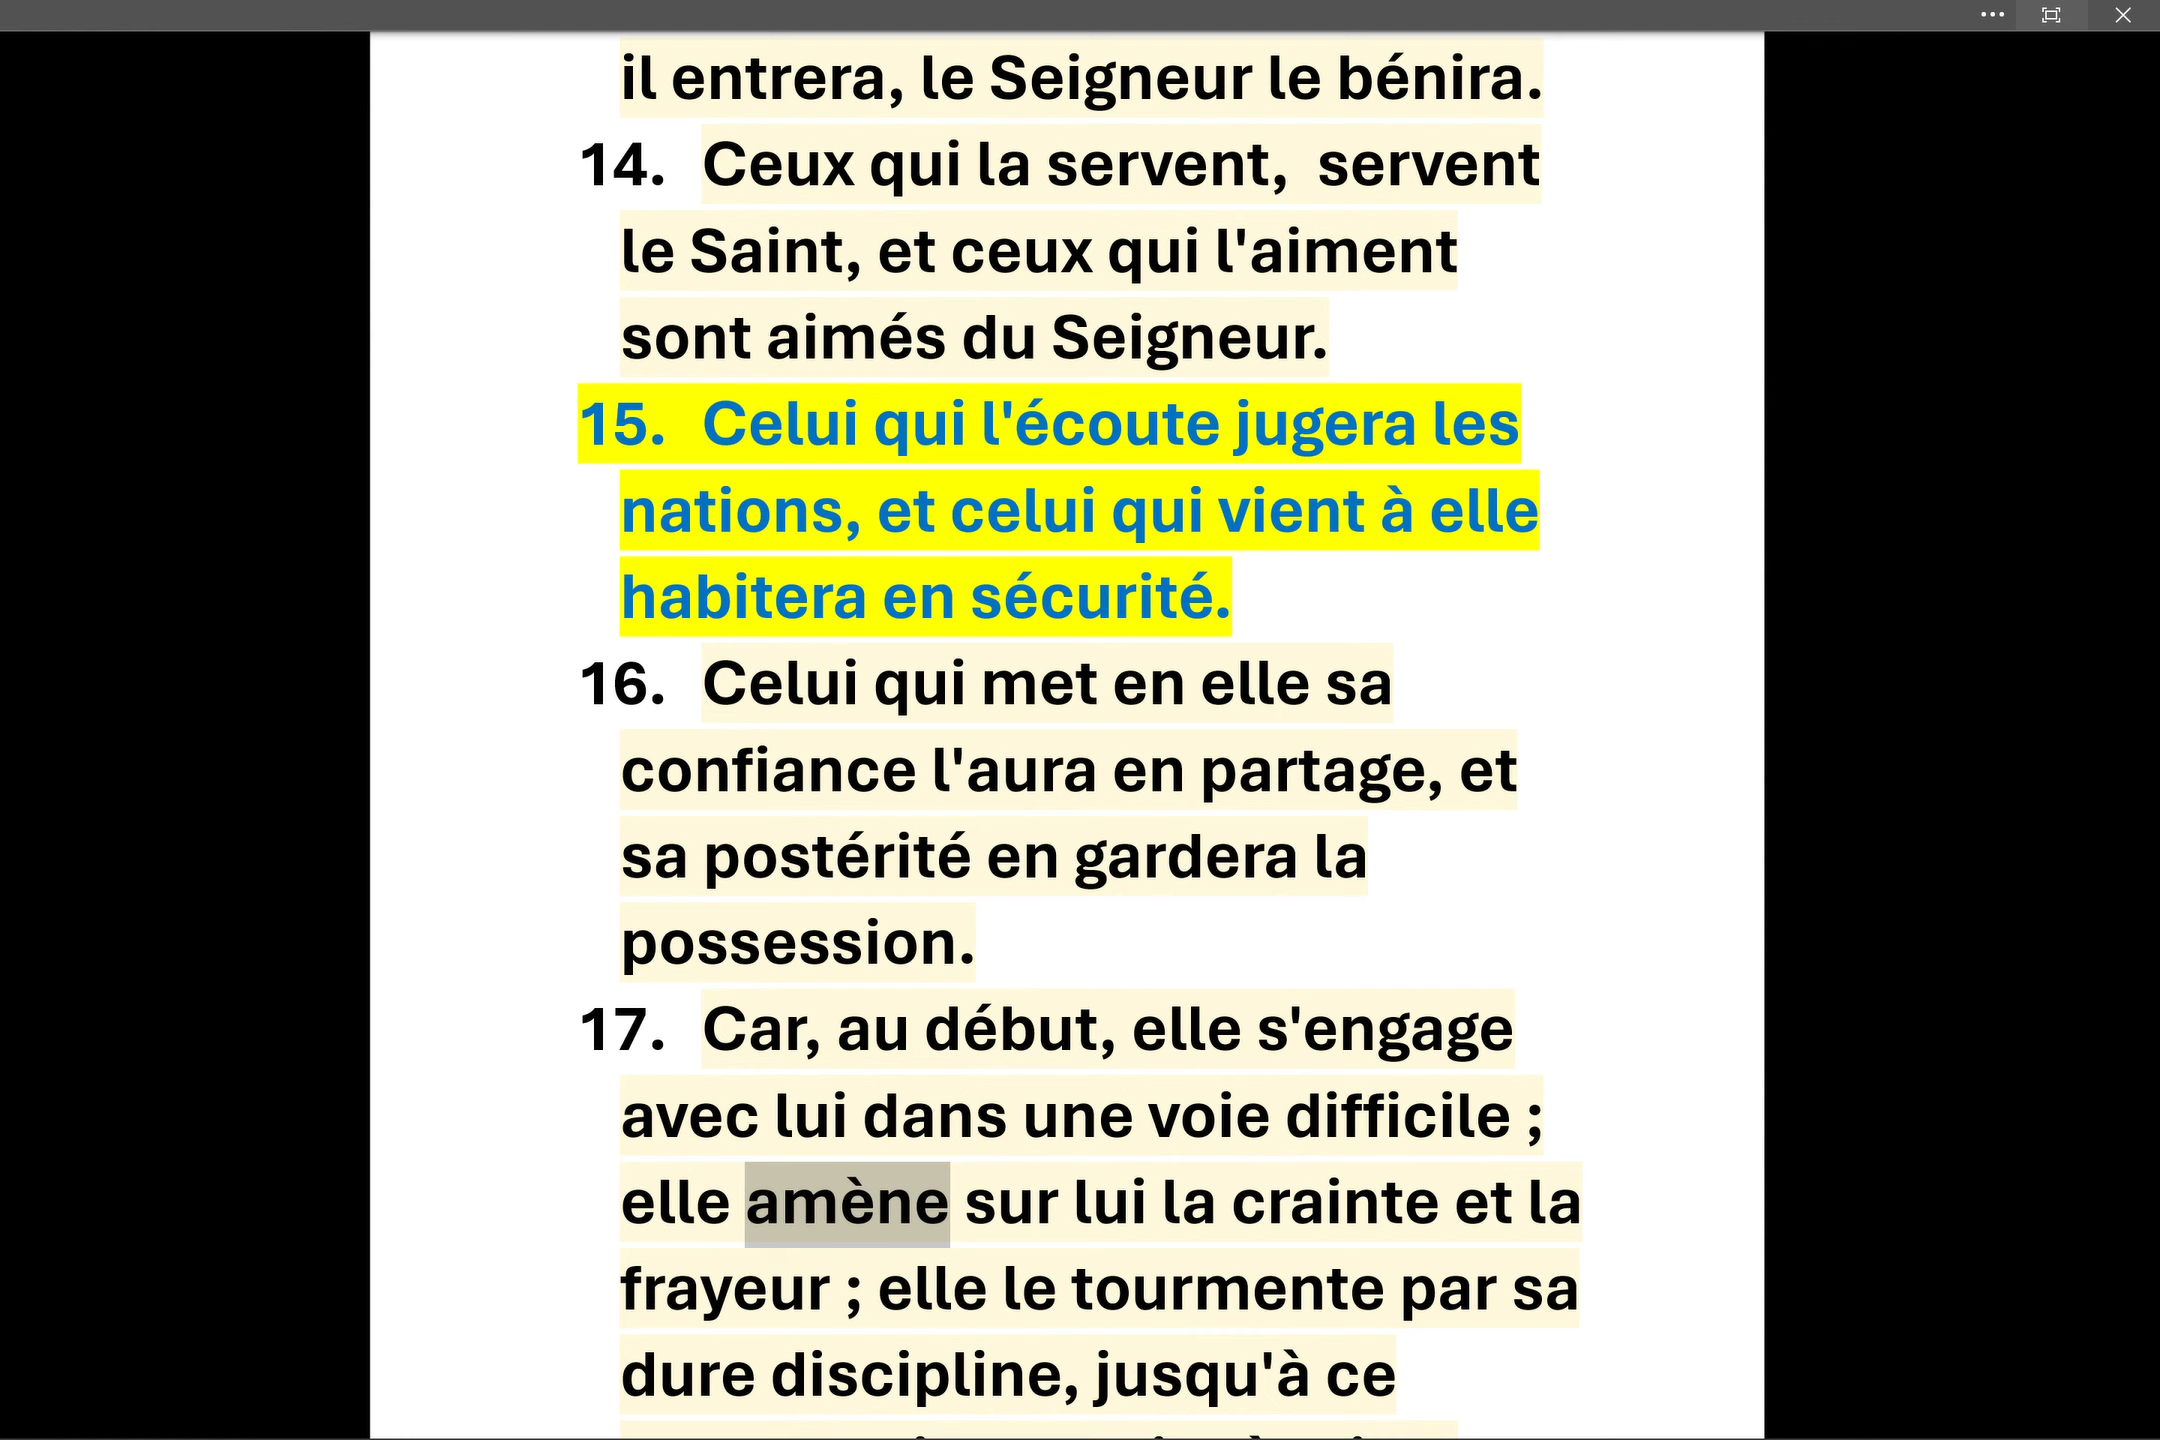 il entrera, le Seigneur le bénira.
14. Ceux qui la servent,  servent
le Saint, et ceux qui l'aiment
sont aimés du Seigneur.
15. Celui qui l'écoute jugera les
nations, et celui qui vient à elle
habitera en sécurité.
16. Celui qui met en elle sa
confiance l'aura en partage, et
sa postérité en gardera la
possession.
17. Car, au début, elle s'engage
avec lui dans une voie difficile ;
elle amène sur lui la crainte et la
frayeur ; elle le tourmente par sa
dure discipline, jusqu'à ce